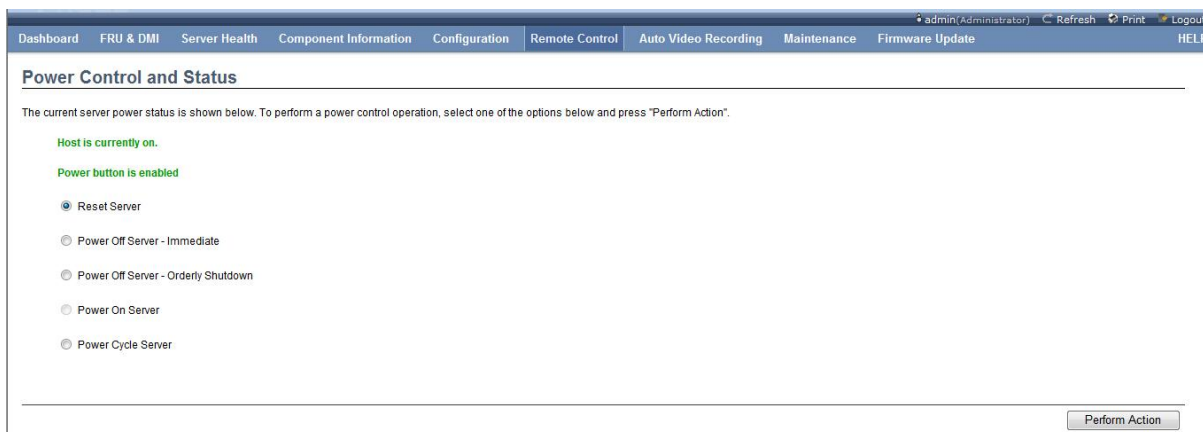 admin(Administrator) Refresh Print Logout
Dashboard FRU & DMI Server Health Component Information Configuration Remote Control Auto Video Recording Maintenance Firmware Update HEL
Power Control and Status
The current server power status is shown below. To perform a power control operation, select one of the options below and press "Perform Action".
Host is currently on.
Power button is enabled
Reset Server
Power Off Server - Immediate
Power Off Server - Orderly Shutdown
Power On Server
Power Cycle Server
Perform Action